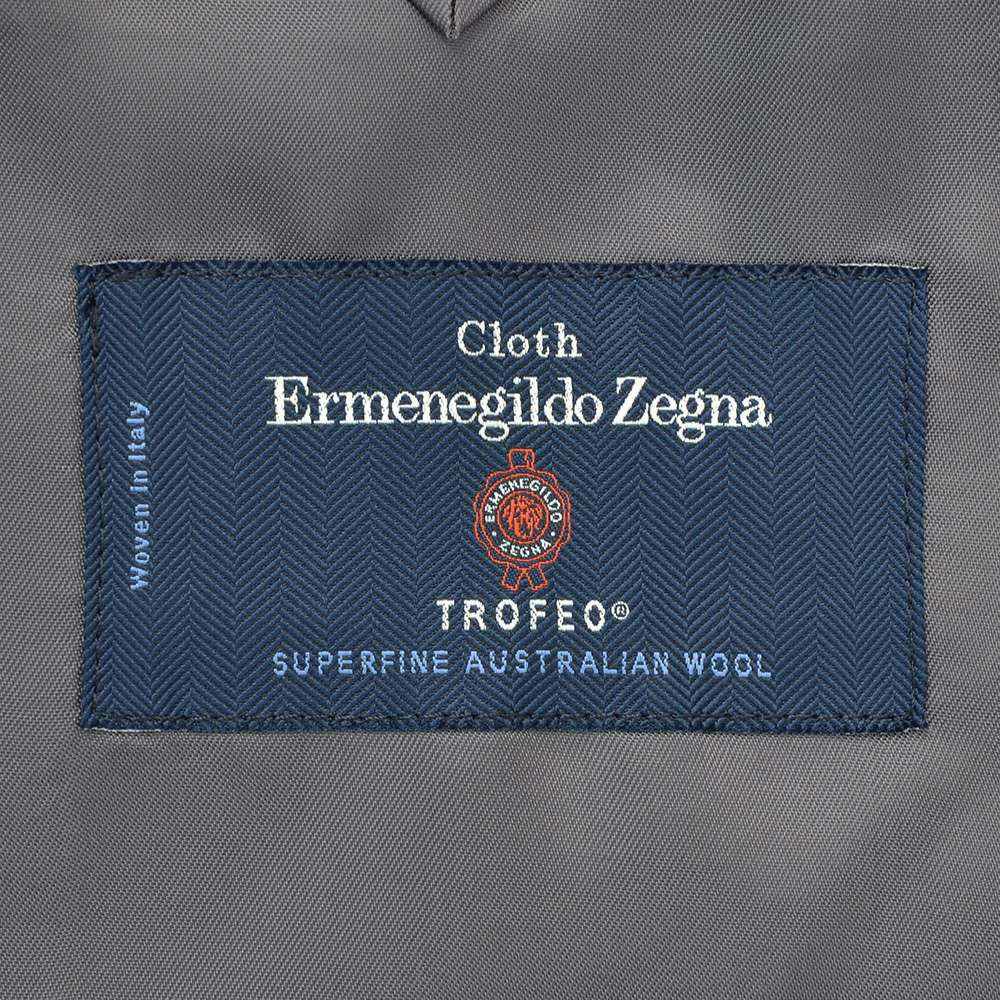 Cloth
Ermenegildo Zegna
ERMENEGILDO
· ZEGNA ·
TROFEO®
SUPERFINE AUSTRALIAN WOOL
Woven in Italy